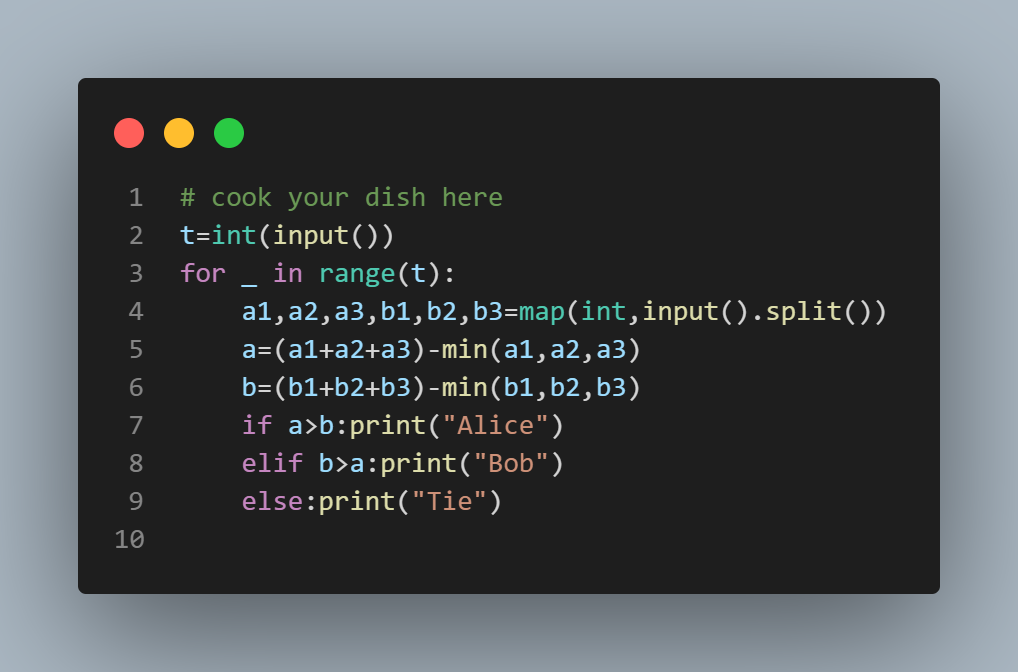 1 # cook your dish here
2 t=int(input())
3 for _ in range(t):
4     a1,a2,a3,b1,b2,b3=map(int,input().split())
5     a=(a1+a2+a3)-min(a1,a2,a3)
6     b=(b1+b2+b3)-min(b1,b2,b3)
7     if a>b:print("Alice")
8     elif b>a:print("Bob")
9     else:print("Tie")
10